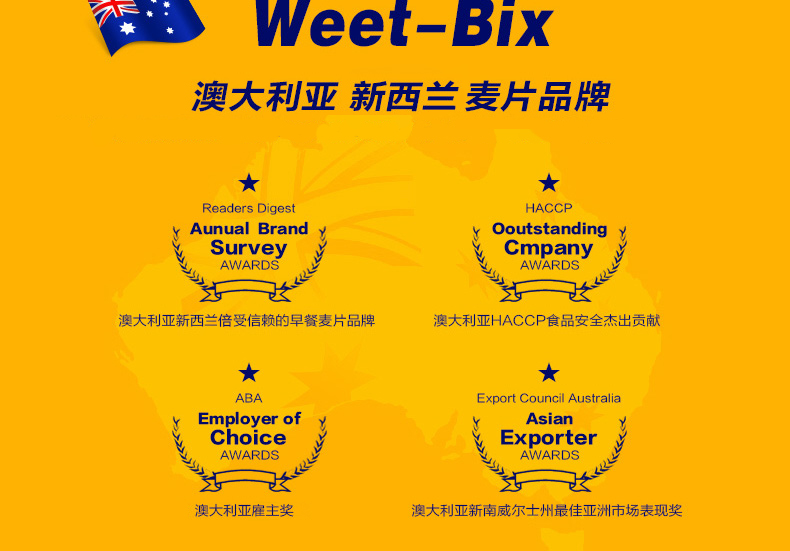 Weet-Bix
澳大利亚 新西兰 麦片品牌
Readers Digest
Aunual Brand
Survey
AWARDS
澳大利亚新西兰倍受信赖的早餐麦片品牌
HACCP
Ooutstanding
Cmpany
AWARDS
澳大利亚HACCP食品安全杰出贡献
ABA
Employer of
Choice
AWARDS
澳大利亚雇主奖
Export Council Australia
Asian
Exporter
AWARDS
澳大利亚新南威尔士州最佳亚洲市场表现奖